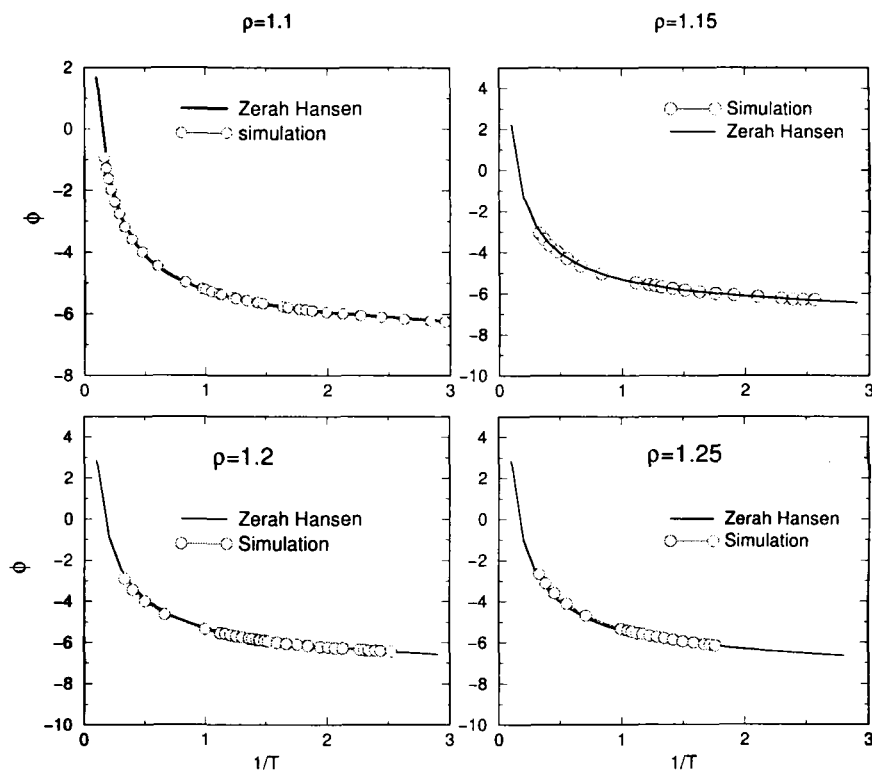 ρ=1.1
ρ=1.15
2
0
−2
−4
−6
−8
ϕ
Zerah Hansen
simulation
0
1
2
3
4
2
0
−2
−4
−6
−8
−10
Simulation
Zerah Hansen
0
1
2
3
4
2
0
−2
−4
−6
−8
−10
ϕ
ρ=1.2
Zerah Hansen
Simulation
0
1
2
3
1/T
4
2
0
−2
−4
−6
−8
−10
ρ=1.25
Zerah Hansen
Simulation
0
1
2
3
1/T